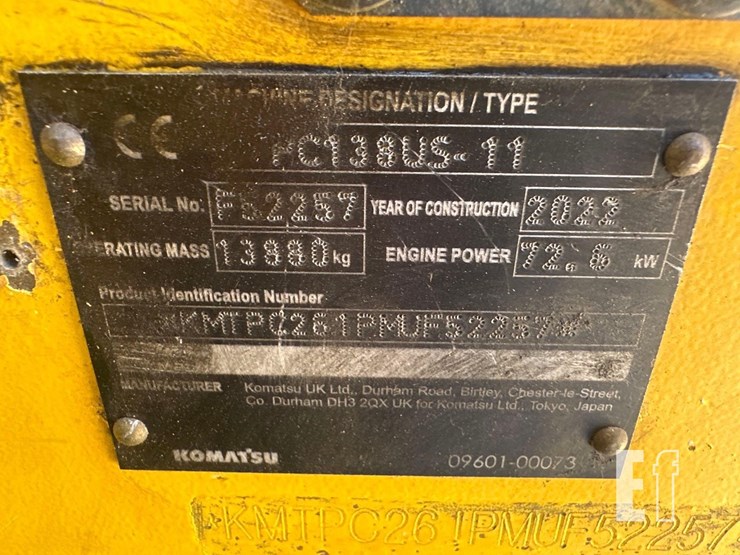 MACHINE DESIGNATION / TYPE
CE
PC138US-11
SERIAL No. F52257 YEAR OF CONSTRUCTION 2022
OPERATING MASS 13880 kg ENGINE POWER 72,6 kW
Product Identification Number
*KMTPC261PMUF52257*
MANUFACTURER Komatsu UK Ltd., Durham Road, Birtley, Chester-le-Street,
Co. Durham DH3 2QX UK for Komatsu Ltd., Tokyo, Japan
KOMATSU 09601-00073
Ef
KMTPC261PMUF52257